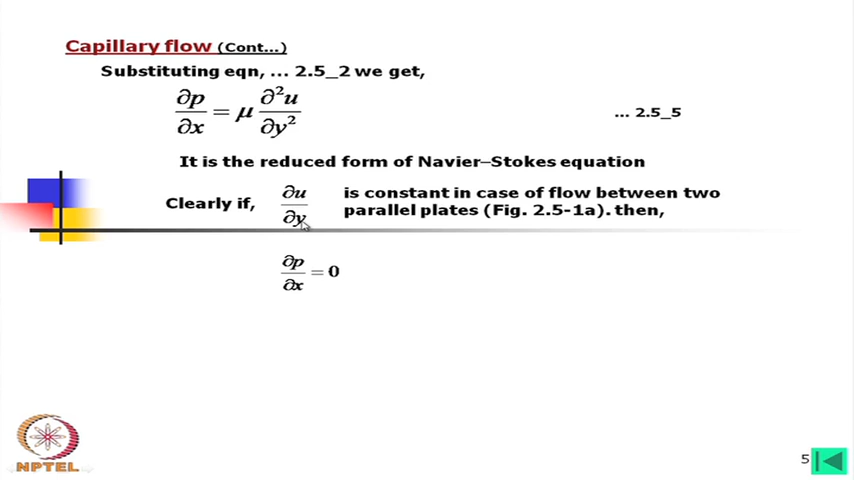 Capillary flow (Cont...)
Substituting eqn, ... 2.5_2 we get,
∂p/∂x = μ ∂²u/∂y² ... 2.5_5
It is the reduced form of Navier–Stokes equation
Clearly if, ∂u/∂y is constant in case of flow between two
parallel plates (Fig. 2.5-1a). then,
∂p/∂x = 0
NPTEL
5